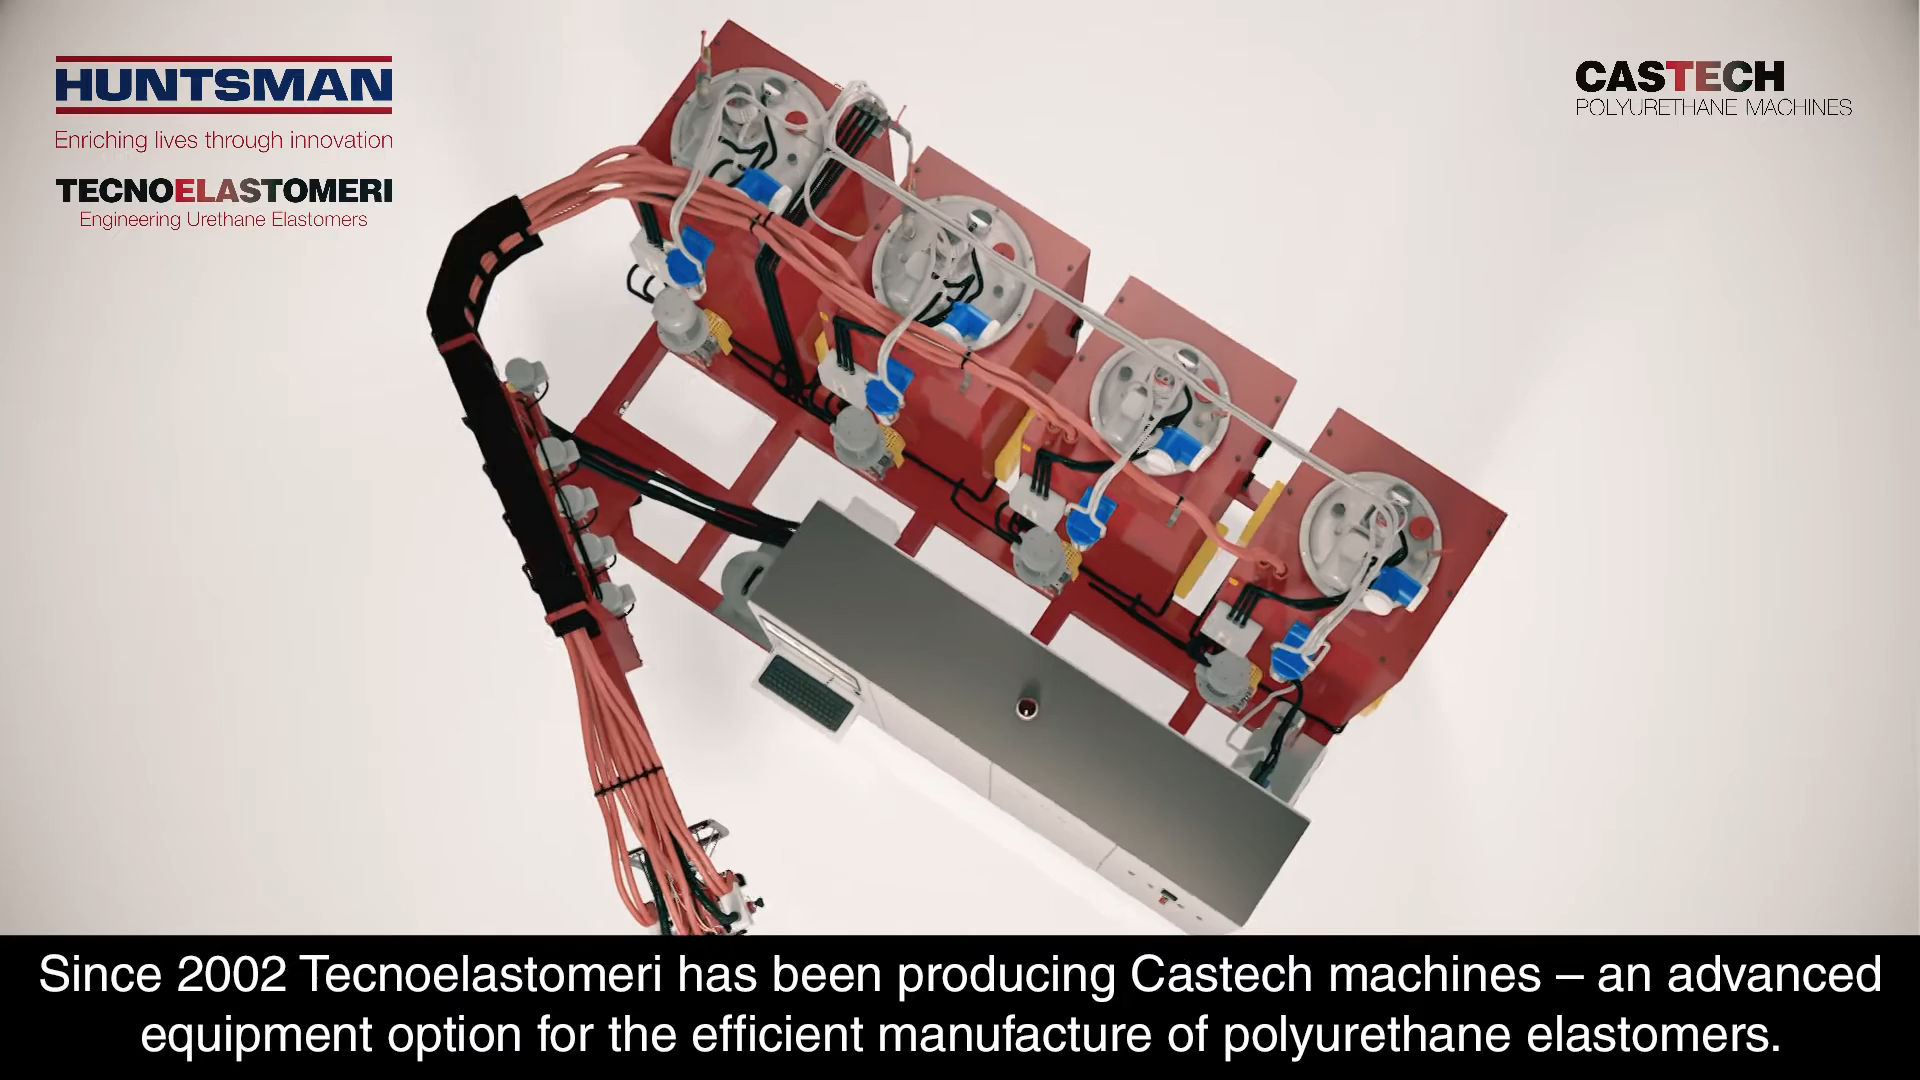 HUNTSMAN
Enriching lives through innovation
TECNOELASTOMERI
Engineering Urethane Elastomers
CASTECH
POLYURETHANE MACHINES
Since 2002 Tecnoelastomeri has been producing Castech machines – an advanced
equipment option for the efficient manufacture of polyurethane elastomers.